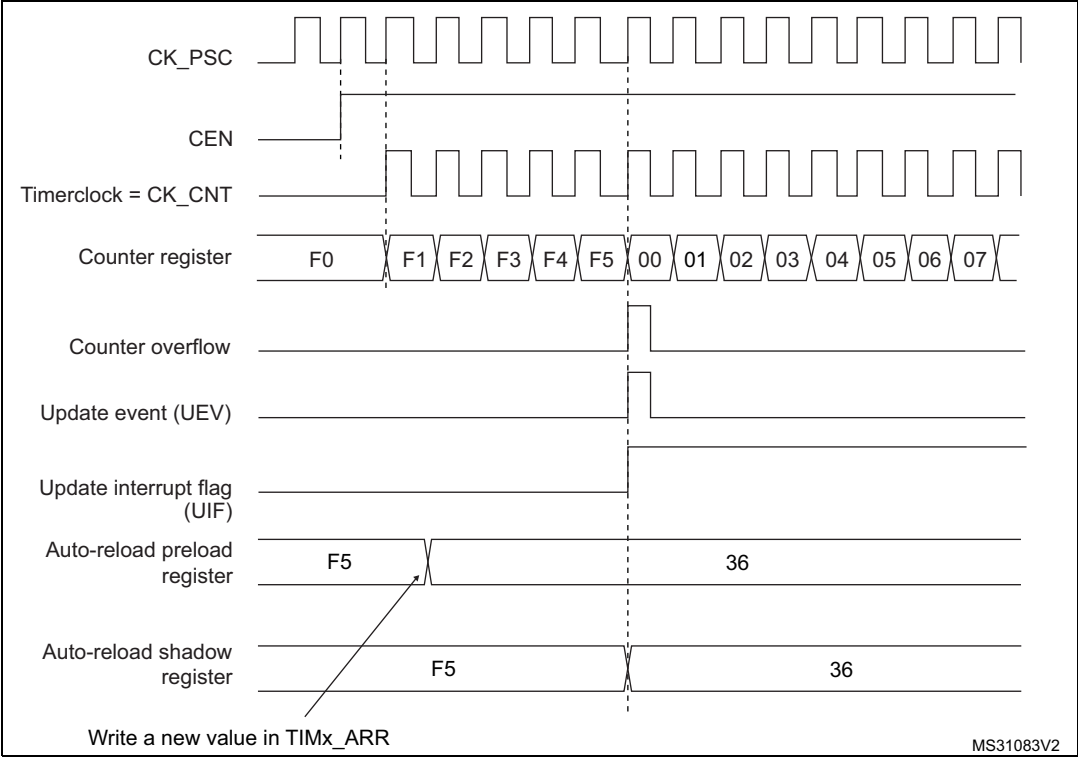 CK_PSC
CEN
Timerclock = CK_CNT
Counter register
F0 F1 F2 F3 F4 F5 00 01 02 03 04 05 06 07
Counter overflow
Update event (UEV)
Update interrupt flag
(UIF)
Auto-reload preload
register
F5 36
Auto-reload shadow
register
F5 36
Write a new value in TIMx_ARR
MS31083V2